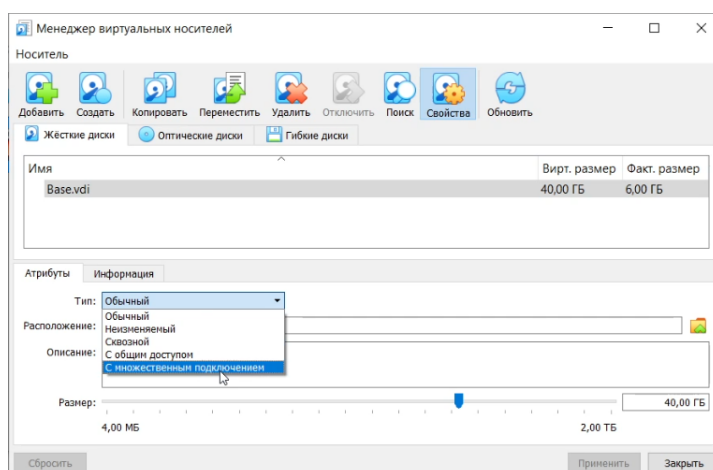 Менеджер виртуальных носителей
Носитель
Добавить Создать Копировать Переместить Удалить Отключить Поиск Свойства Обновить
Жёсткие диски Оптические диски Гибкие диски
Имя Вирт. размер Факт. размер
Base.vdi 40,00 ГБ 6,00 ГБ
Атрибуты Информация
Тип: Обычный
Обычный
Расположение: Неизменяемый
Сквозной
Описание: С общим доступом
С множественным подключением
Размер: 40,00 ГБ
4,00 МБ 2,00 ТБ
Сбросить Применить Закрыть